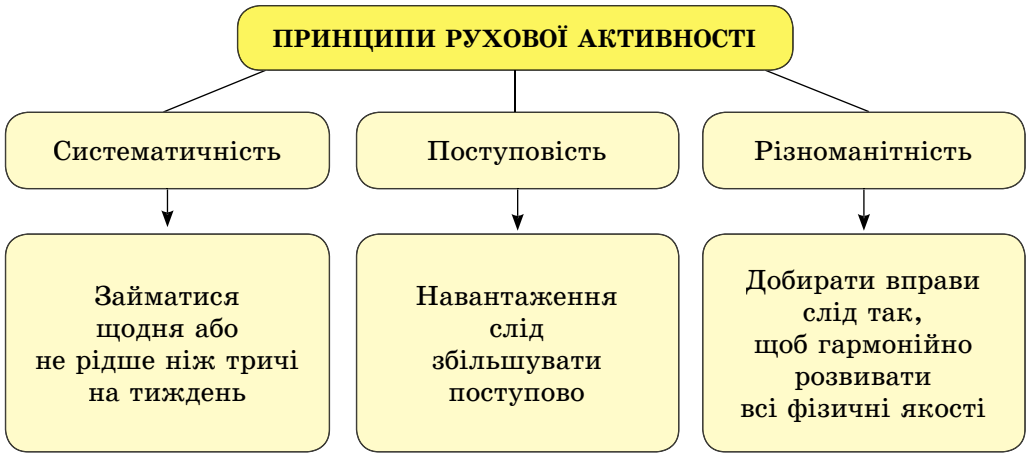 ПРИНЦИПИ РУХОВОЇ АКТИВНОСТІ
Систематичність
Поступовість
Різноманітність
Займатися
щодня або
не рідше ніж тричі
на тиждень
Навантаження
слід
збільшувати
поступово
Добирати вправи
слід так,
щоб гармонійно
розвивати
всі фізичні якості